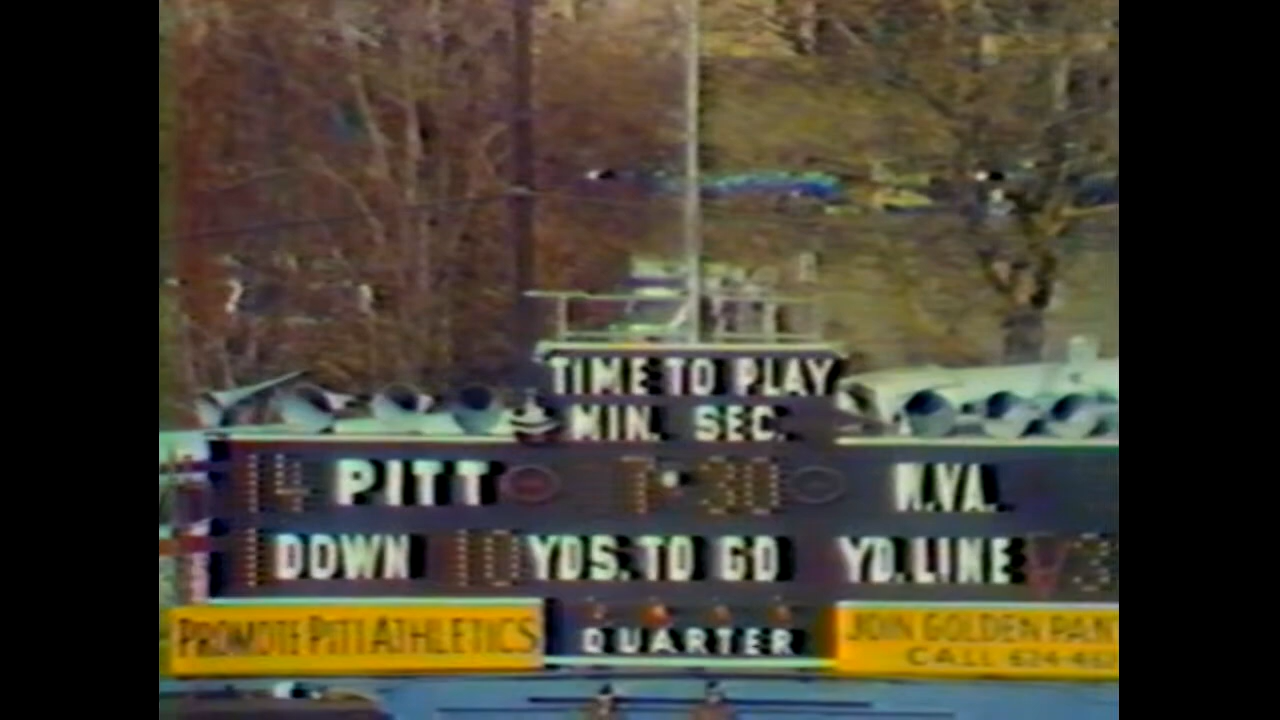 TIME TO PLAY
MIN. SEC.
14 PITT 7 30 W.VA.
1 DOWN 10 YDS. TO GO YD. LINE
PROMOTE PITT ATHLETICS
QUARTER
JOIN GOLDEN
CALL 624-